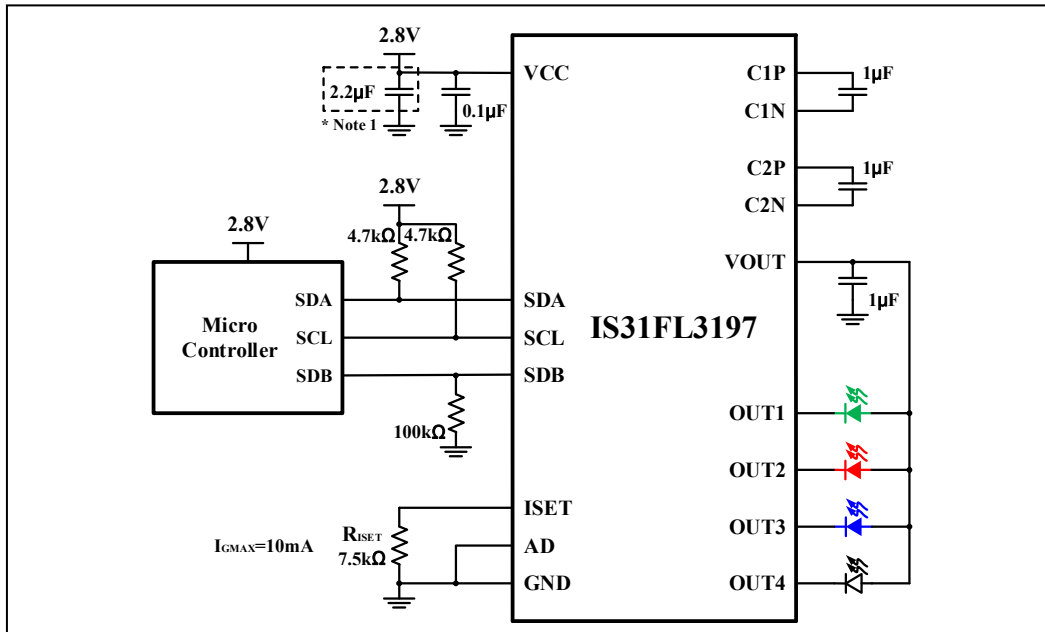 2.8V
VCC
2.2µF
* Note 1
0.1µF
C1P
1µF
C1N
C2P
1µF
C2N
2.8V
4.7kΩ
4.7kΩ
2.8V
VOUT
1µF
SDA
SDA
Micro
Controller
SCL
SCL
IS31FL3197
SDB
SDB
100kΩ
OUT1
OUT2
OUT3
OUT4
ISET
IGMAX=10mA
RISET
7.5kΩ
AD
GND